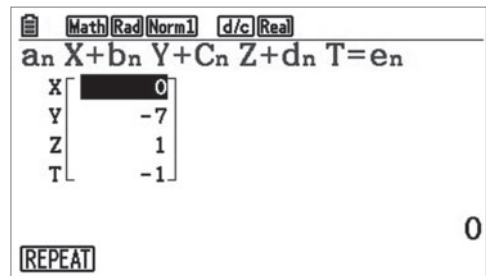 Math Rad Norm1 d/c Real
an X+bn Y+Cn Z+dn T=en
X 0
Y -7
Z 1
T -1
0
REPEAT